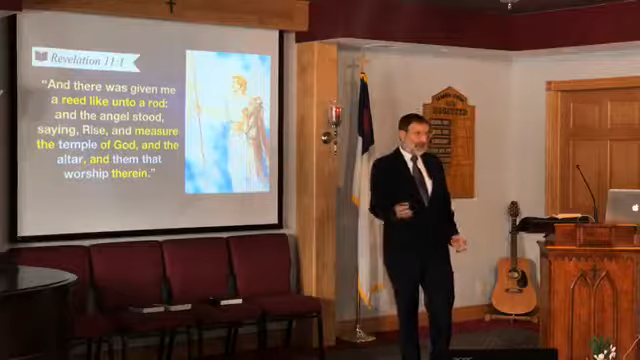 Revelation 11:1
"And there was given me
a reed like unto a rod:
and the angel stood,
saying, Rise, and measure
the temple of God, and the
altar, and them that
worship therein."